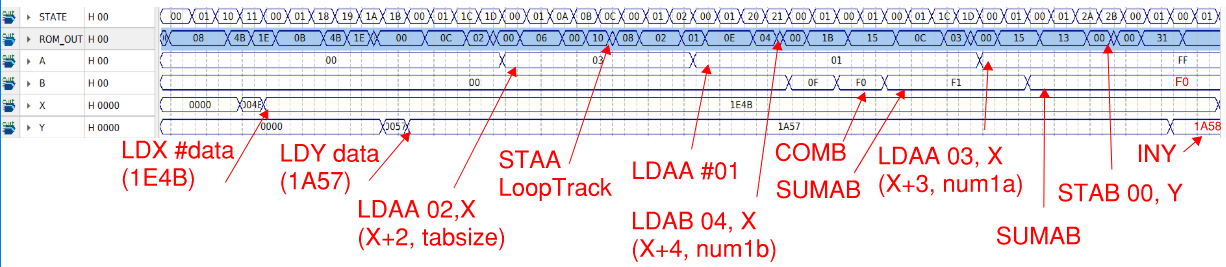 STATE H 00 00 01 10 11 00 01 18 19 1A 1B 00 01 1C 1D 00 01 0A 0B 0C 00 01 02 00 01 20 21 00 01 00 01 00 01 1C 1D 00 01 00 01 2A 2B 00 01 00 01
ROM_OUT H 00 08 4B 1E 0B 4B 1E 00 0C 02 00 06 00 10 08 02 01 0E 04 00 1B 15 0C 03 00 15 13 00 00 31
A H 00 00 03 01 FF
B H 00 00 0F F0 F1 F0
X H 0000 0000 004B 1E4B
Y H 0000 0000 0057 1A57 1A58
LDX #data
(1E4B)
LDY data
(1A57)
LDAA 02,X
(X+2, tabsize)
STAA
LoopTrack
LDAA #01
LDAB 04, X
(X+4, num1b)
COMB
SUMAB
LDAA 03, X
(X+3, num1a)
SUMAB
STAB 00, Y
INY